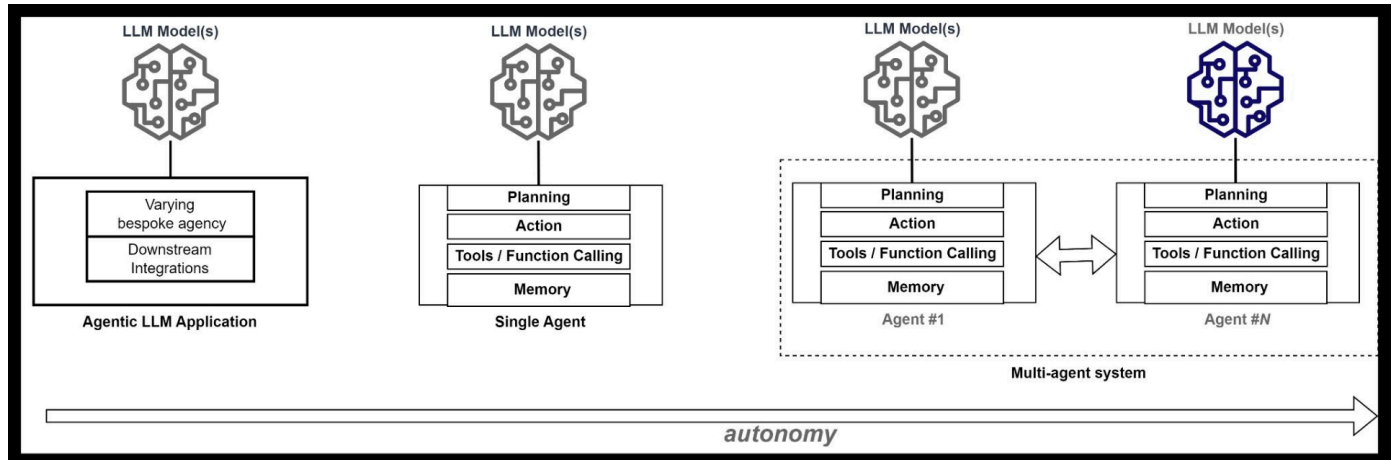 LLM Model(s)
LLM Model(s)
LLM Model(s)
LLM Model(s)
Varying
bespoke agency
Downstream
Integrations
Agentic LLM Application
Planning
Action
Tools / Function Calling
Memory
Single Agent
Planning
Action
Tools / Function Calling
Memory
Agent #1
Planning
Action
Tools / Function Calling
Memory
Agent #N
Multi-agent system
autonomy